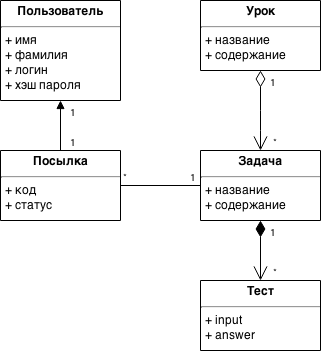 Пользователь
+ имя
+ фамилия
+ логин
+ хэш пароля
Урок
+ название
+ содержание
1
1
1
*
Посылка
+ код
+ статус
*
1
Задача
+ название
+ содержание
1
*
Тест
+ input
+ answer